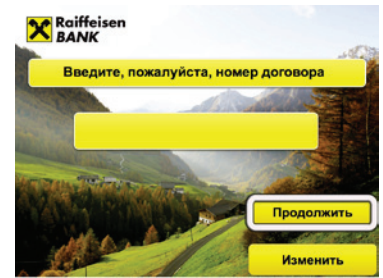 Raiffeisen
BANK
Введите, пожалуйста, номер договора
Продолжить
Изменить